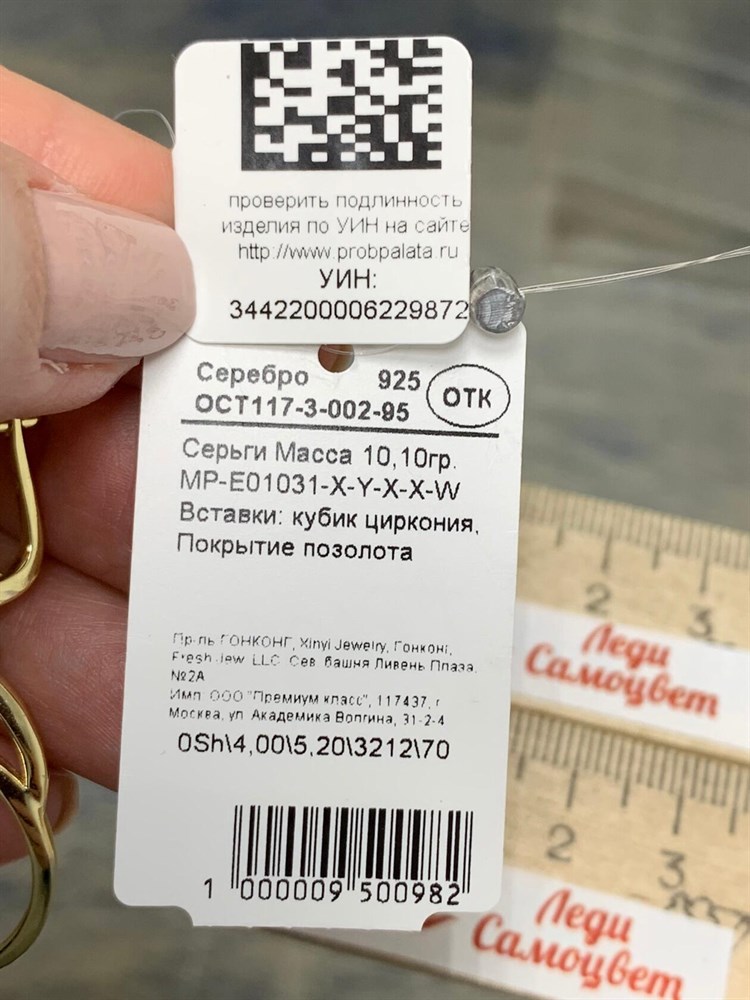 проверить подлинность
изделия по УИН на сайте
http://www.probpalata.ru
УИН:
3442200006229872
Серебро 925
ОСТ117-3-002-95
ОТК
Серьги Масса 10,10гр.
MP-E01031-X-Y-X-X-W
Вставки: кубик циркония,
Покрытие позолота
Пр-ль ГОНКОНГ, Xinyi Jewelry, Гонконг,
Fresh Jew LLC, Сев. башня Ливень Плаза,
№2А
Имп. ООО "Премиум класс", 117437, г
Москва, ул. Академика Волгина, 31-2-4
0Sh\4,00\5,20\3212\70
1 000009 500982
2 3
Леди
Самоцвет
2 3
Леди
Самоцвет